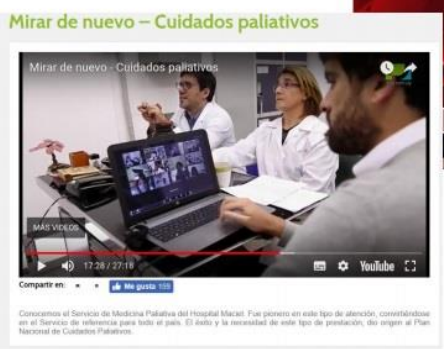 Mirar de nuevo – Cuidados paliativos
Mirar de nuevo - Cuidados paliativos
MÁS VIDEOS
17:28 / 27:18
YouTube
Compartir en:
Me gusta 155
Conocemos el Servicio de Medicina Paliativa del Hospital Maciel. Fue pionero en este tipo de atención, convirtiéndose
en el Servicio de referencia para todo el país. El éxito y la necesidad de este tipo de prestación, dio origen al Plan
Nacional de Cuidados Paliativos.